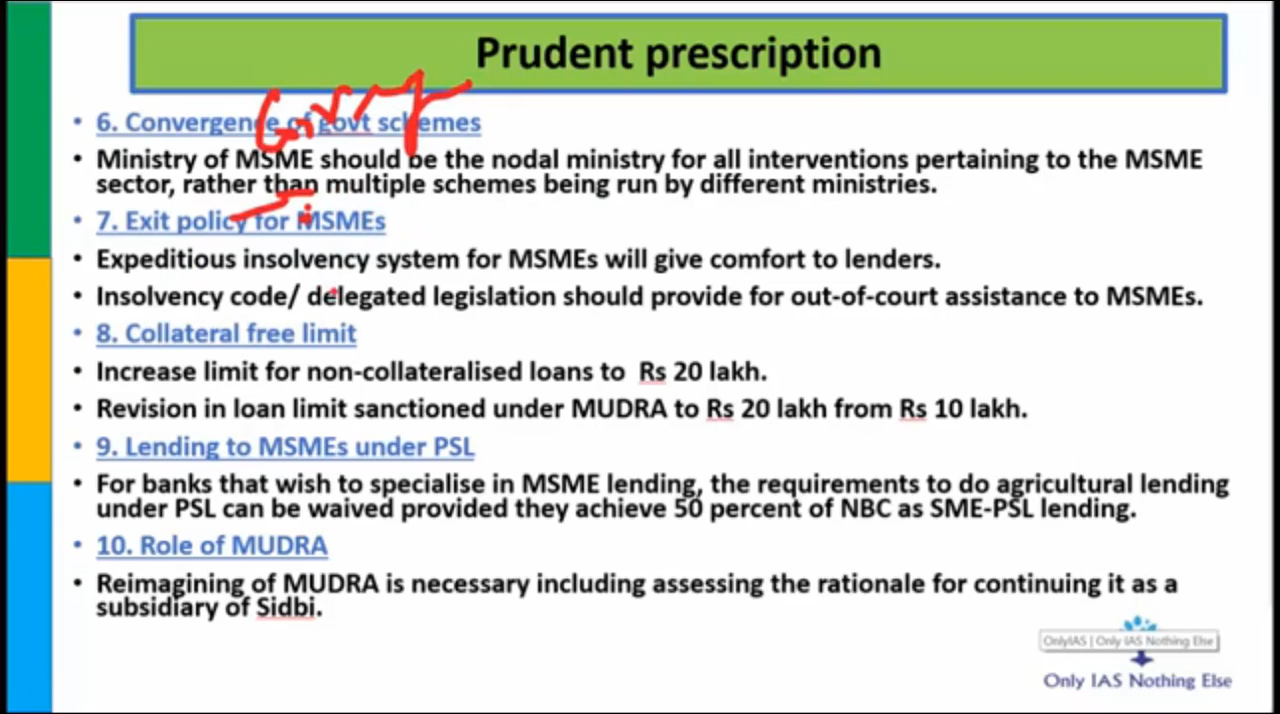 Prudent prescription
• 6. Convergence of govt schemes
• Ministry of MSME should be the nodal ministry for all interventions pertaining to the MSME
sector, rather than multiple schemes being run by different ministries.
• 7. Exit policy for MSMEs
• Expeditious insolvency system for MSMEs will give comfort to lenders.
• Insolvency code/ delegated legislation should provide for out-of-court assistance to MSMEs.
• 8. Collateral free limit
• Increase limit for non-collateralised loans to Rs 20 lakh.
• Revision in loan limit sanctioned under MUDRA to Rs 20 lakh from Rs 10 lakh.
• 9. Lending to MSMEs under PSL
• For banks that wish to specialise in MSME lending, the requirements to do agricultural lending
under PSL can be waived provided they achieve 50 percent of NBC as SME-PSL lending.
• 10. Role of MUDRA
• Reimagining of MUDRA is necessary including assessing the rationale for continuing it as a
subsidiary of Sidbi.
OnlyIAS | Only IAS Nothing Else
Only IAS Nothing Else